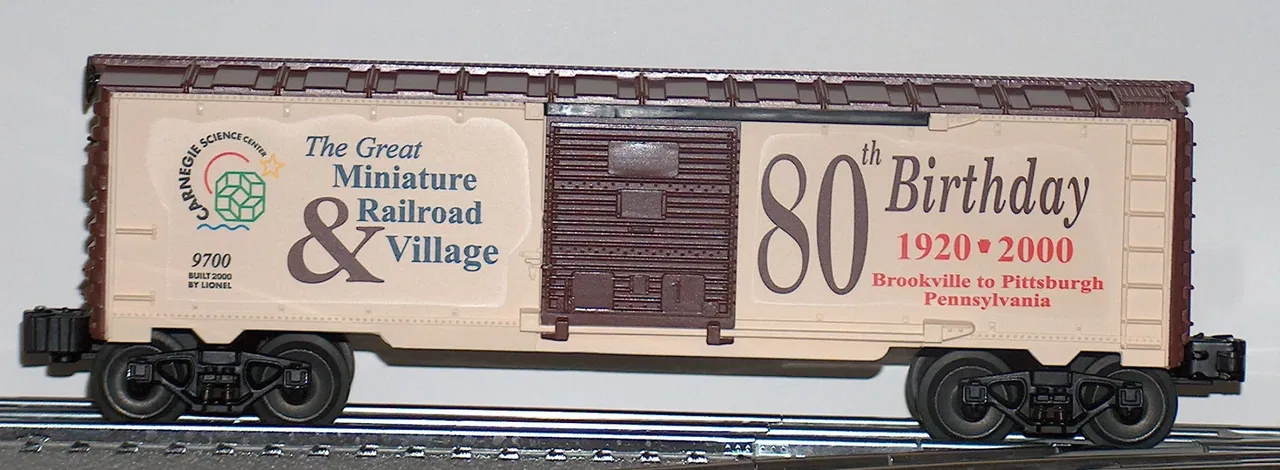 CARNEGIE SCIENCE CENTER
The Great
Miniature
Railroad
& Village
9700
BUILT 2000
BY LIONEL
80th Birthday
1920 2000
Brookville to Pittsburgh
Pennsylvania